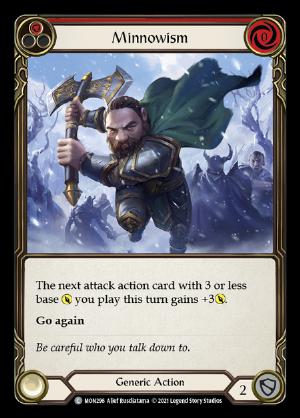 Minnowism
0
The next attack action card with 3 or less
base you play this turn gains +3.
Go again
Be careful who you talk down to.
Generic Action
2
C MON296 Alief Rusdiatama © 2021 Legend Story Studios